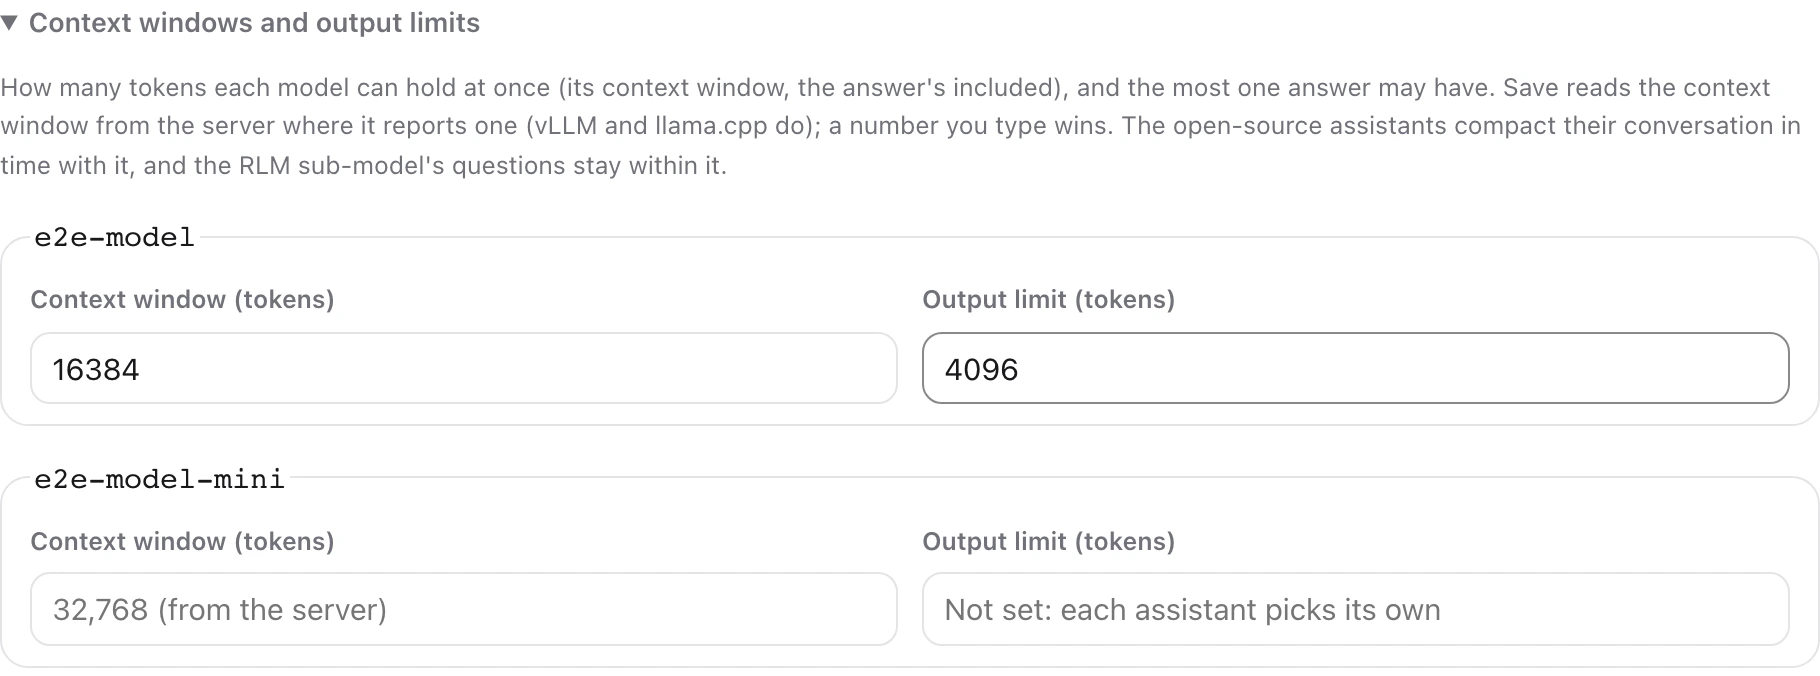 ▼ Context windows and output limits
How many tokens each model can hold at once (its context window, the answer's included), and the most one answer may have. Save reads the context
window from the server where it reports one (vLLM and llama.cpp do); a number you type wins. The open-source assistants compact their conversation in
time with it, and the RLM sub-model's questions stay within it.
e2e-model
Context window (tokens)
Output limit (tokens)
16384
4096
e2e-model-mini
Context window (tokens)
Output limit (tokens)
32,768 (from the server)
Not set: each assistant picks its own